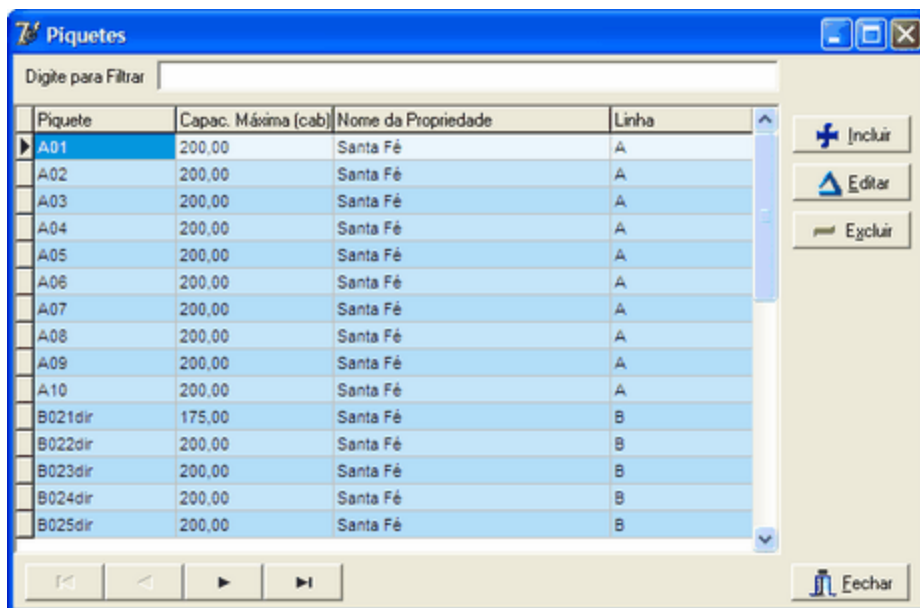 Piquetes
Digite para Filtrar
Piquete Capac. Máxima (cab) Nome da Propriedade Linha
A01 200,00 Santa Fé A
A02 200,00 Santa Fé A
A03 200,00 Santa Fé A
A04 200,00 Santa Fé A
A05 200,00 Santa Fé A
A06 200,00 Santa Fé A
A07 200,00 Santa Fé A
A08 200,00 Santa Fé A
A09 200,00 Santa Fé A
A10 200,00 Santa Fé A
B021dir 175,00 Santa Fé B
B022dir 200,00 Santa Fé B
B023dir 200,00 Santa Fé B
B024dir 200,00 Santa Fé B
B025dir 200,00 Santa Fé B
Incluir
Editar
Excluir
Fechar